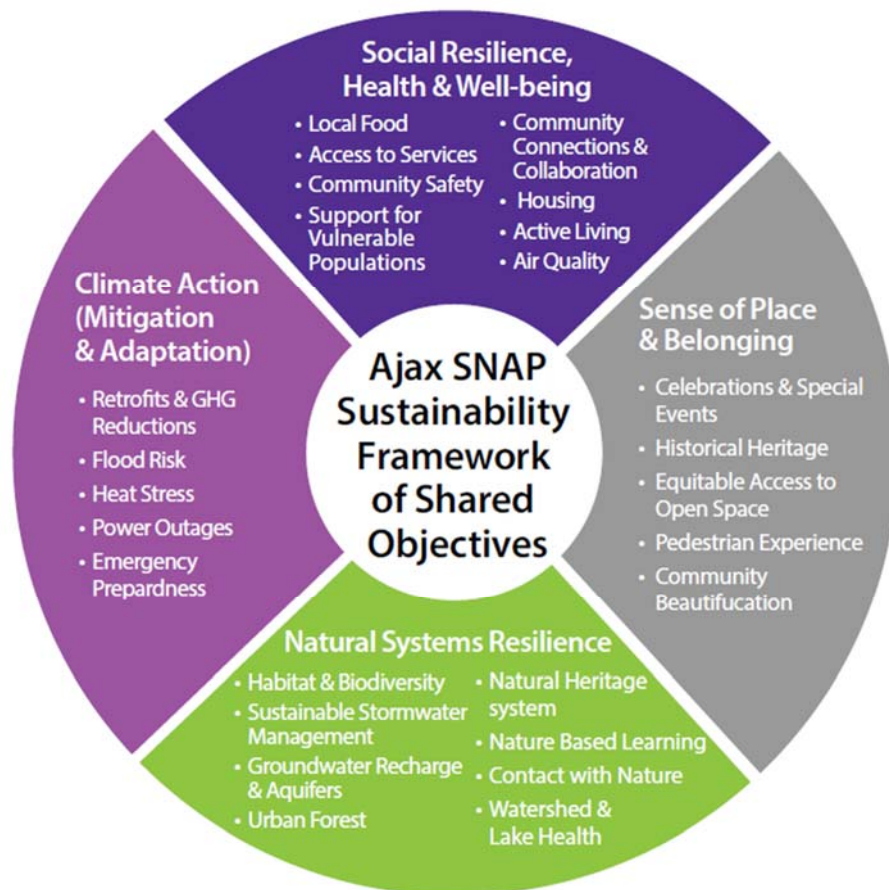 Social Resilience,
Health & Well-being
• Local Food
• Access to Services
• Community Safety
• Support for
Vulnerable
Populations
• Community
Connections &
Collaboration
• Housing
• Active Living
• Air Quality
Climate Action
(Mitigation
& Adaptation)
• Retrofits & GHG
Reductions
• Flood Risk
• Heat Stress
• Power Outages
• Emergency
Prepardness
Ajax SNAP
Sustainability
Framework
of Shared
Objectives
Sense of Place
& Belonging
• Celebrations & Special
Events
• Historical Heritage
• Equitable Access to
Open Space
• Pedestrian Experience
• Community
Beautifucation
Natural Systems Resilience
• Habitat & Biodiversity
• Sustainable Stormwater
Management
• Groundwater Recharge
& Aquifers
• Urban Forest
• Natural Heritage
system
• Nature Based Learning
• Contact with Nature
• Watershed &
Lake Health